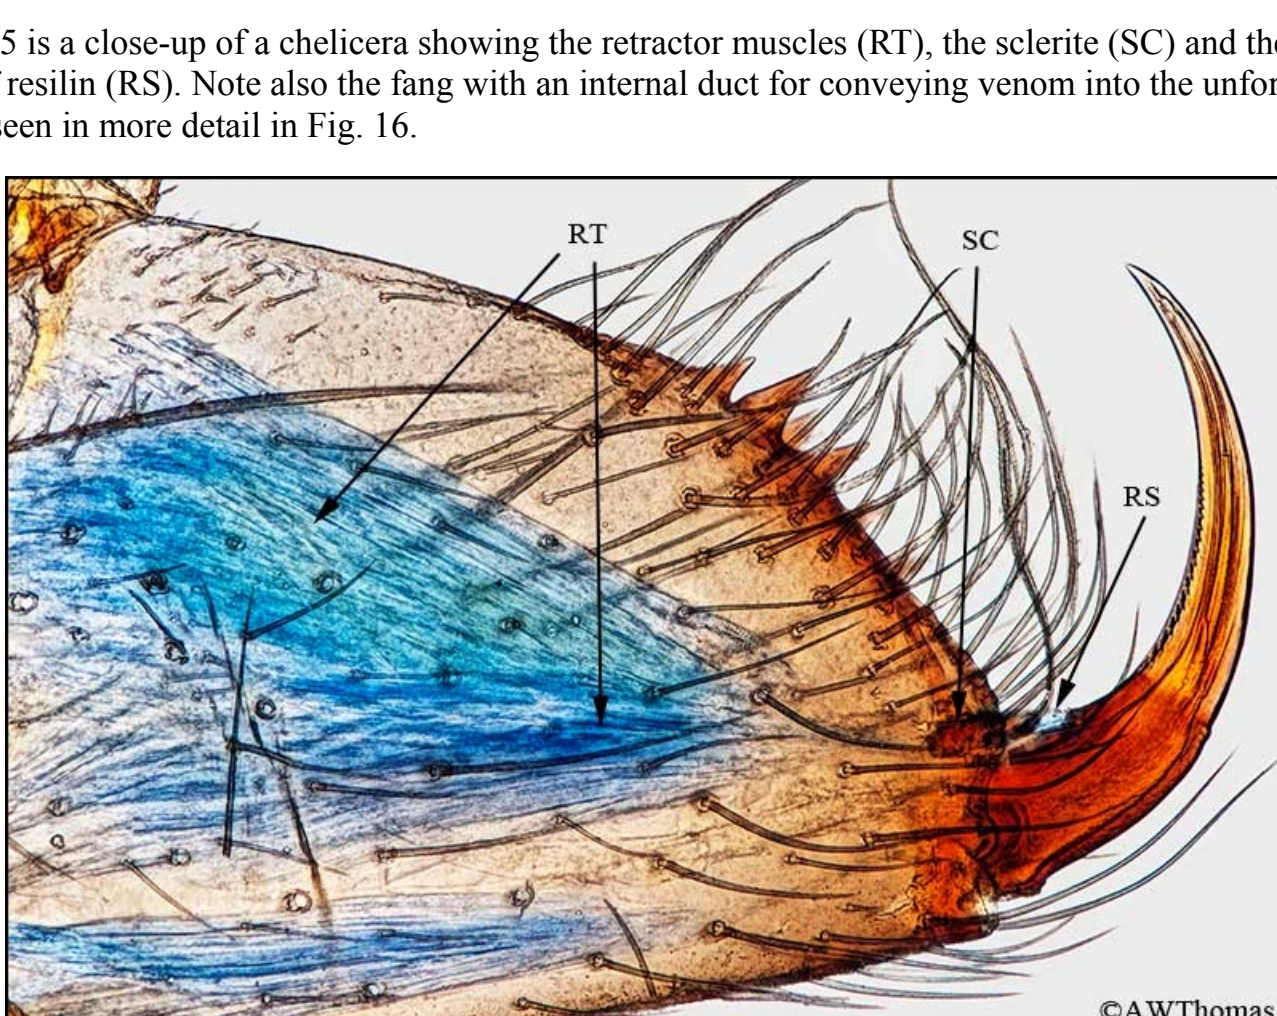 5 is a close-up of a chelicera showing the retractor muscles (RT), the sclerite (SC) and the
resilin (RS). Note also the fang with an internal duct for conveying venom into the unfor
seen in more detail in Fig. 16.
RT
SC
RS
©AWThomas